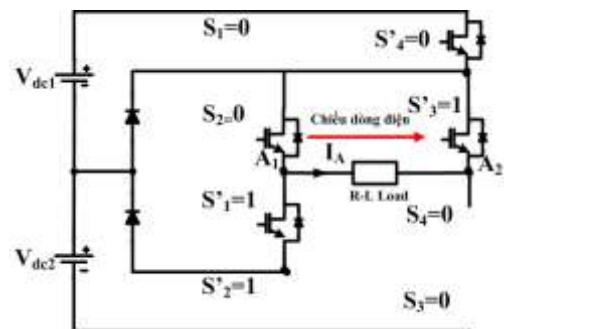 S₁=0
S'₄=0
V_dc1
S₂=0
Chiều dòng điện
S'₃=1
A₁
I_A
A₂
R-L Load
S'₁=1
S₄=0
V_dc2
S'₂=1
S₃=0